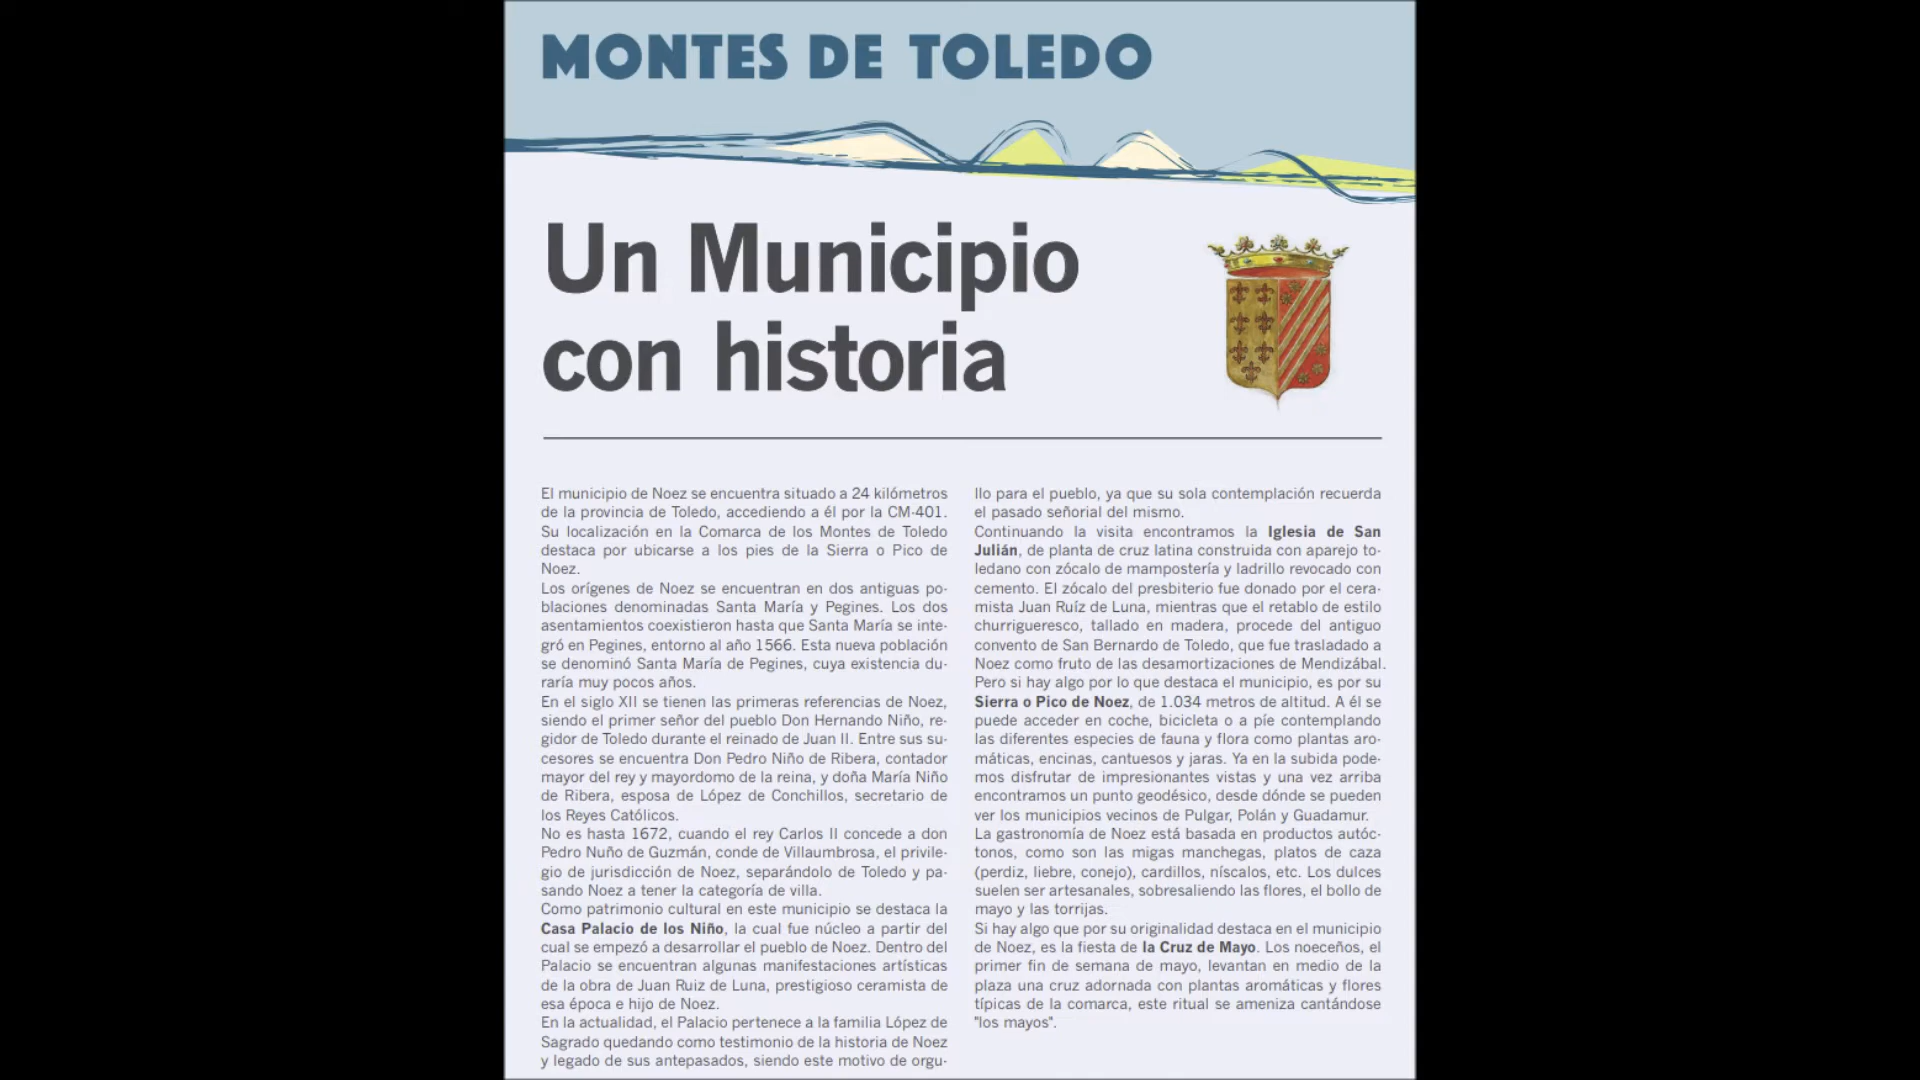 MONTES DE TOLEDO
Un Municipio
con historia
El municipio de Noez se encuentra situado a 24 kilómetros
de la provincia de Toledo, accediendo a él por la CM-401.
Su localización en la Comarca de los Montes de Toledo
destaca por ubicarse a los pies de la Sierra o Pico de
Noez.
Los orígenes de Noez se encuentran en dos antiguas po-
blaciones denominadas Santa María y Pegines. Los dos
asentamientos coexistieron hasta que Santa María se inte-
gró en Pegines, entorno al año 1566. Esta nueva población
se denominó Santa María de Pegines, cuya existencia du-
raría muy pocos años.
En el siglo XII se tienen las primeras referencias de Noez,
siendo el primer señor del pueblo Don Hernando Niño, re-
gidor de Toledo durante el reinado de Juan II. Entre sus su-
cesores se encuentra Don Pedro Niño de Ribera, contador
mayor del rey y mayordomo de la reina, y doña María Niño
de Ribera, esposa de López de Conchillos, secretario de
los Reyes Católicos.
No es hasta 1672, cuando el rey Carlos II concede a don
Pedro Nuño de Guzmán, conde de Villaumbrosa, el privile-
gio de jurisdicción de Noez, separándolo de Toledo y pa-
sando Noez a tener la categoría de villa.
Como patrimonio cultural en este municipio se destaca la
Casa Palacio de los Niño, la cual fue núcleo a partir del
cual se empezó a desarrollar el pueblo de Noez. Dentro del
Palacio se encuentran algunas manifestaciones artísticas
de la obra de Juan Ruiz de Luna, prestigioso ceramista de
esa época e hijo de Noez.
En la actualidad, el Palacio pertenece a la familia López de
Sagrado quedando como testimonio de la historia de Noez
y legado de sus antepasados, siendo este motivo de orgu-
llo para el pueblo, ya que su sola contemplación recuerda
el pasado señorial del mismo.
Continuando la visita encontramos la Iglesia de San
Julián, de planta de cruz latina construida con aparejo to-
ledano con zócalo de mampostería y ladrillo revocado con
cemento. El zócalo del presbiterio fue donado por el cera-
mista Juan Ruíz de Luna, mientras que el retablo de estilo
churrigueresco, tallado en madera, procede del antiguo
convento de San Bernardo de Toledo, que fue trasladado a
Noez como fruto de las desamortizaciones de Mendizábal.
Pero si hay algo por lo que destaca el municipio, es por su
Sierra o Pico de Noez, de 1.034 metros de altitud. A él se
puede acceder en coche, bicicleta o a píe contemplando
las diferentes especies de fauna y flora como plantas aro-
máticas, encinas, cantuesos y jaras. Ya en la subida pode-
mos disfrutar de impresionantes vistas y una vez arriba
encontramos un punto geodésico, desde dónde se pueden
ver los municipios vecinos de Pulgar, Polán y Guadamur.
La gastronomía de Noez está basada en productos autóc-
tonos, como son las migas manchegas, platos de caza
(perdiz, liebre, conejo), cardillos, níscalos, etc. Los dulces
suelen ser artesanales, sobresaliendo las flores, el bollo de
mayo y las torrijas.
Si hay algo que por su originalidad destaca en el municipio
de Noez, es la fiesta de la Cruz de Mayo. Los noeceños, el
primer fin de semana de mayo, levantan en medio de la
plaza una cruz adornada con plantas aromáticas y flores
típicas de la comarca, este ritual se ameniza cantándose
"los mayos".